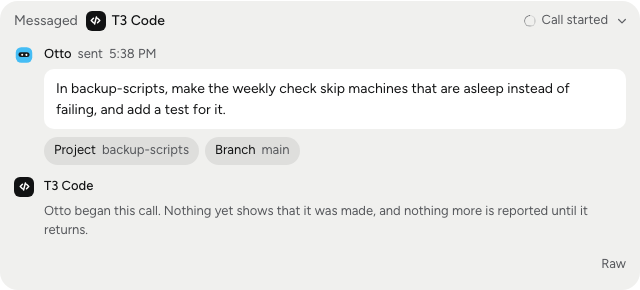 Messaged T3 Code Call started
Otto sent 5:38 PM
In backup-scripts, make the weekly check skip machines that are asleep instead of
failing, and add a test for it.
Project backup-scripts Branch main
T3 Code
Otto began this call. Nothing yet shows that it was made, and nothing more is reported until it
returns.
Raw